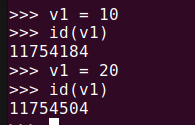 >>> v1 = 10
>>> id(v1)
11754184
>>> v1 = 20
>>> id(v1)
11754504
>>>